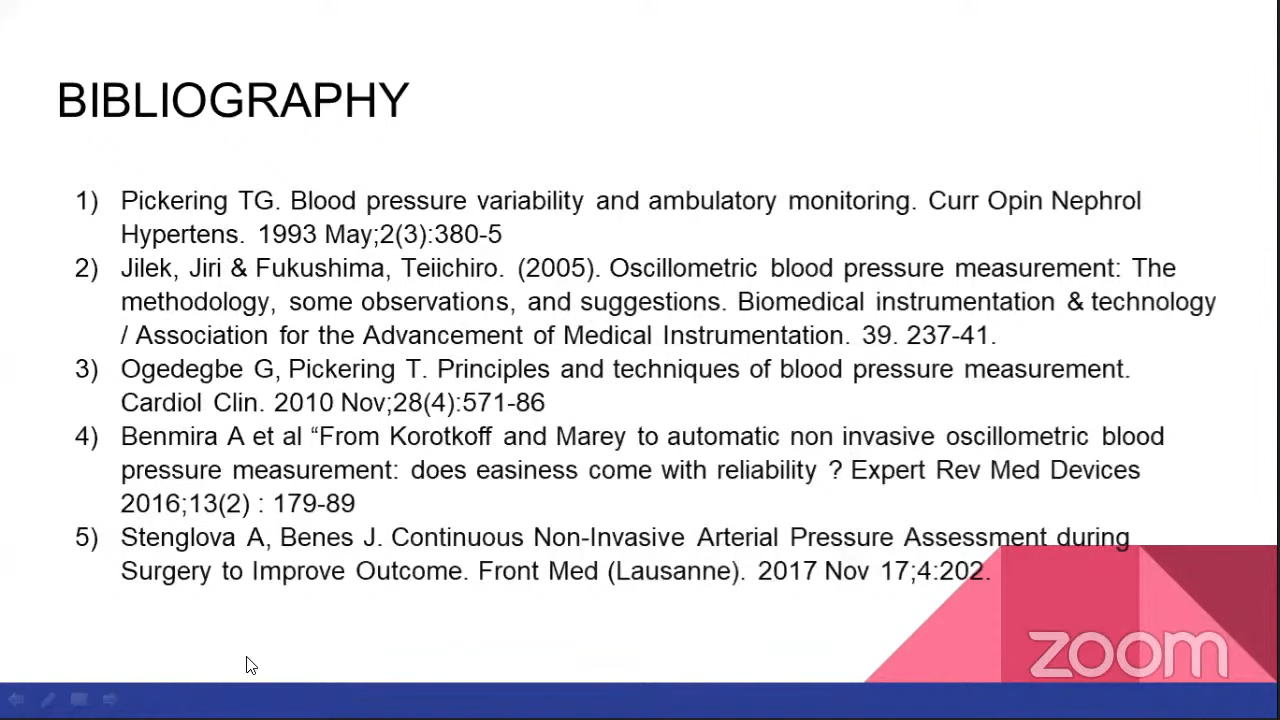 BIBLIOGRAPHY
1) Pickering TG. Blood pressure variability and ambulatory monitoring. Curr Opin Nephrol
Hypertens. 1993 May;2(3):380-5
2) Jilek, Jiri & Fukushima, Teiichiro. (2005). Oscillometric blood pressure measurement: The
methodology, some observations, and suggestions. Biomedical instrumentation & technology
/ Association for the Advancement of Medical Instrumentation. 39. 237-41.
3) Ogedegbe G, Pickering T. Principles and techniques of blood pressure measurement.
Cardiol Clin. 2010 Nov;28(4):571-86
4) Benmira A et al “From Korotkoff and Marey to automatic non invasive oscillometric blood
pressure measurement: does easiness come with reliability ? Expert Rev Med Devices
2016;13(2) : 179-89
5) Stenglova A, Benes J. Continuous Non-Invasive Arterial Pressure Assessment during
Surgery to Improve Outcome. Front Med (Lausanne). 2017 Nov 17;4:202.
zoom